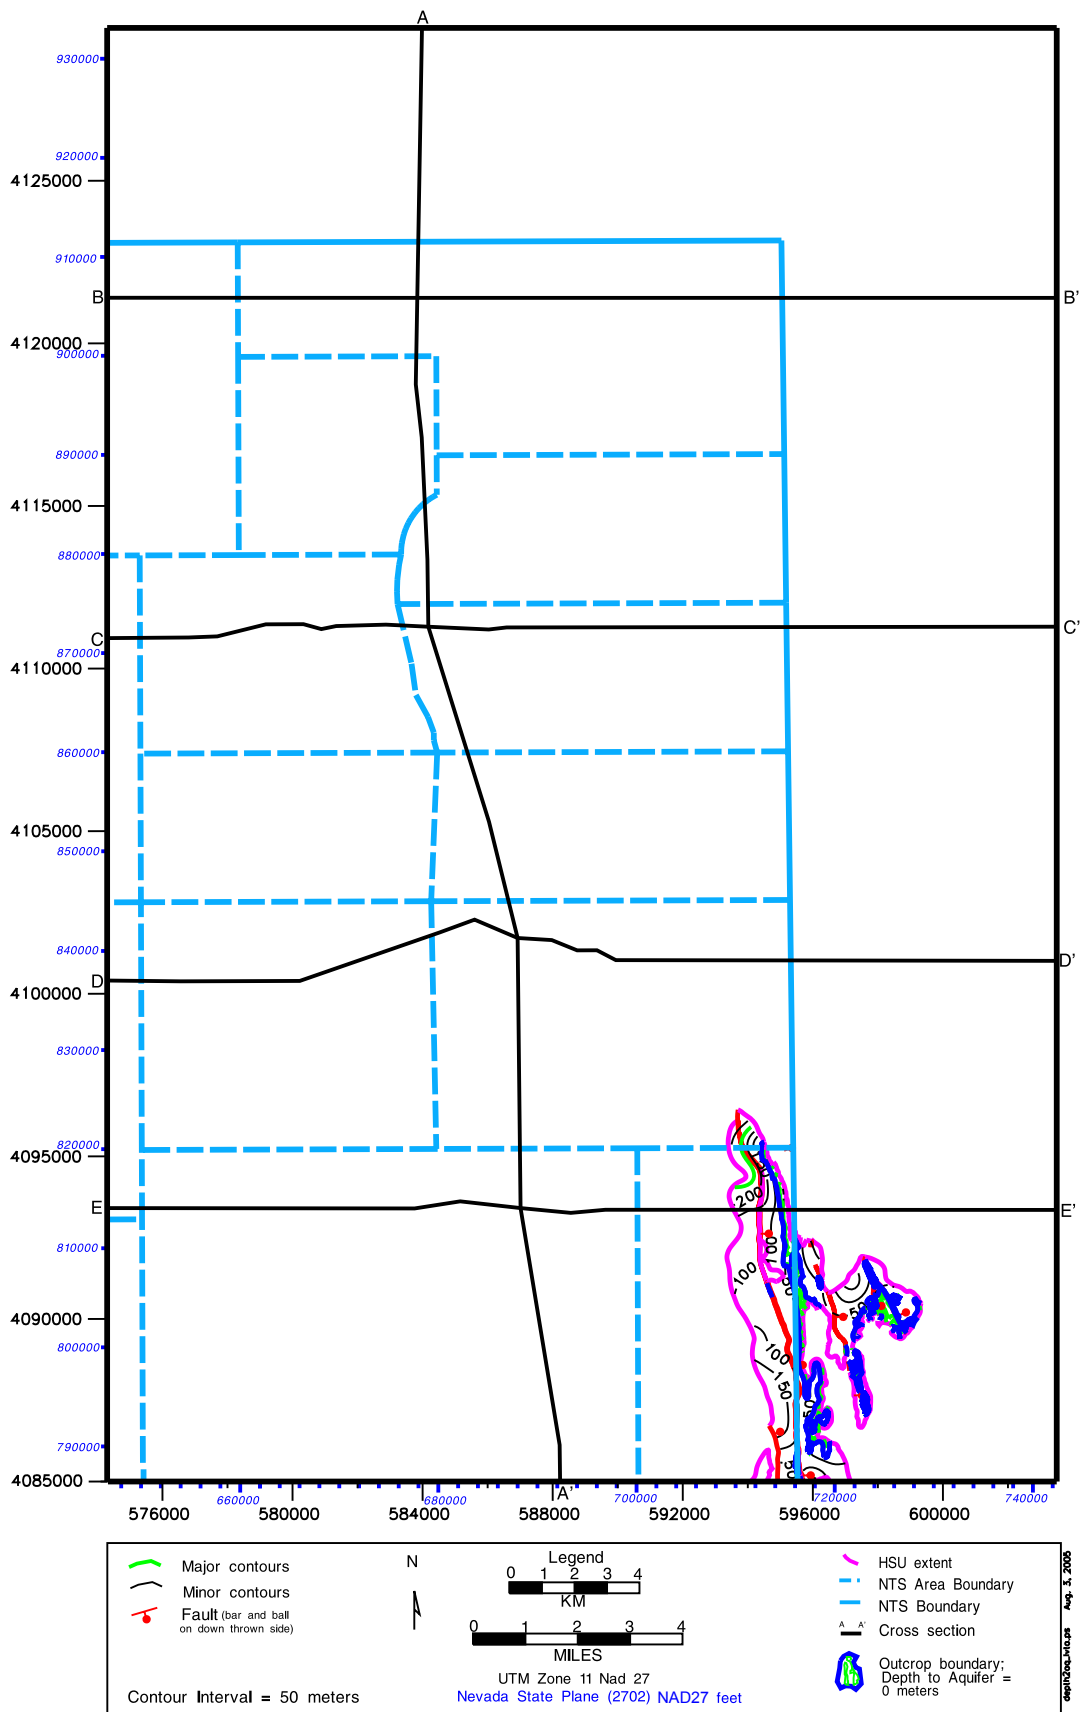 A
930000
920000
4125000
910000
B B'
4120000
900000
890000
4115000
880000
C C'
870000
4110000
860000
4105000
850000
840000
D D'
4100000
830000
820000
4095000
200
E E'
100
810000
100
50
50
4090000
800000
100
150
50
790000
50
4085000
A'
576000 580000 584000 588000 592000 596000 600000
660000 680000 700000 720000 740000
Major contours
Minor contours
Fault (bar and ball
on down thrown side)
Contour Interval = 50 meters
N
Legend
0 1 2 3 4
KM
0 1 2 3 4
MILES
UTM Zone 11 Nad 27
Nevada State Plane (2702) NAD27 feet
HSU extent
NTS Area Boundary
NTS Boundary
A A'
Cross section
Outcrop boundary;
Depth to Aquifer =
0 meters
Aug. 3, 2005